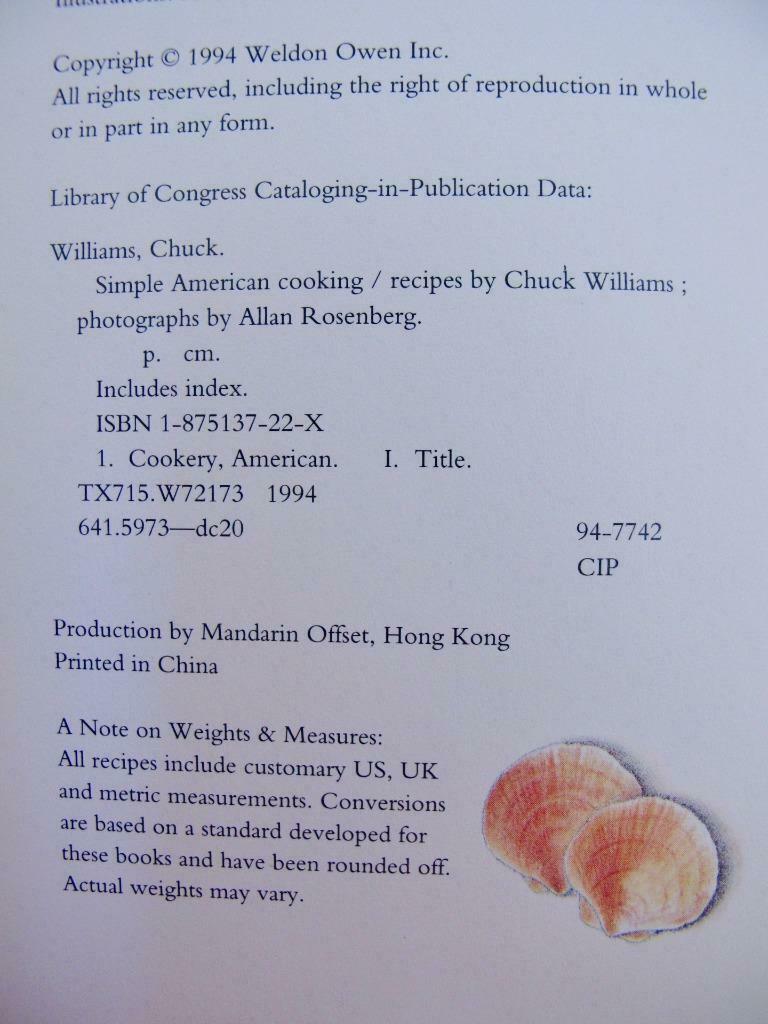 Copyright © 1994 Weldon Owen Inc.
All rights reserved, including the right of reproduction in whole
or in part in any form.
Library of Congress Cataloging-in-Publication Data:
Williams, Chuck.
Simple American cooking / recipes by Chuck Williams ;
photographs by Allan Rosenberg.
p. cm.
Includes index.
ISBN 1-875137-22-X
1. Cookery, American. I. Title.
TX715.W72173 1994
641.5973—dc20 94-7742
CIP
Production by Mandarin Offset, Hong Kong
Printed in China
A Note on Weights & Measures:
All recipes include customary US, UK
and metric measurements. Conversions
are based on a standard developed for
these books and have been rounded off.
Actual weights may vary.